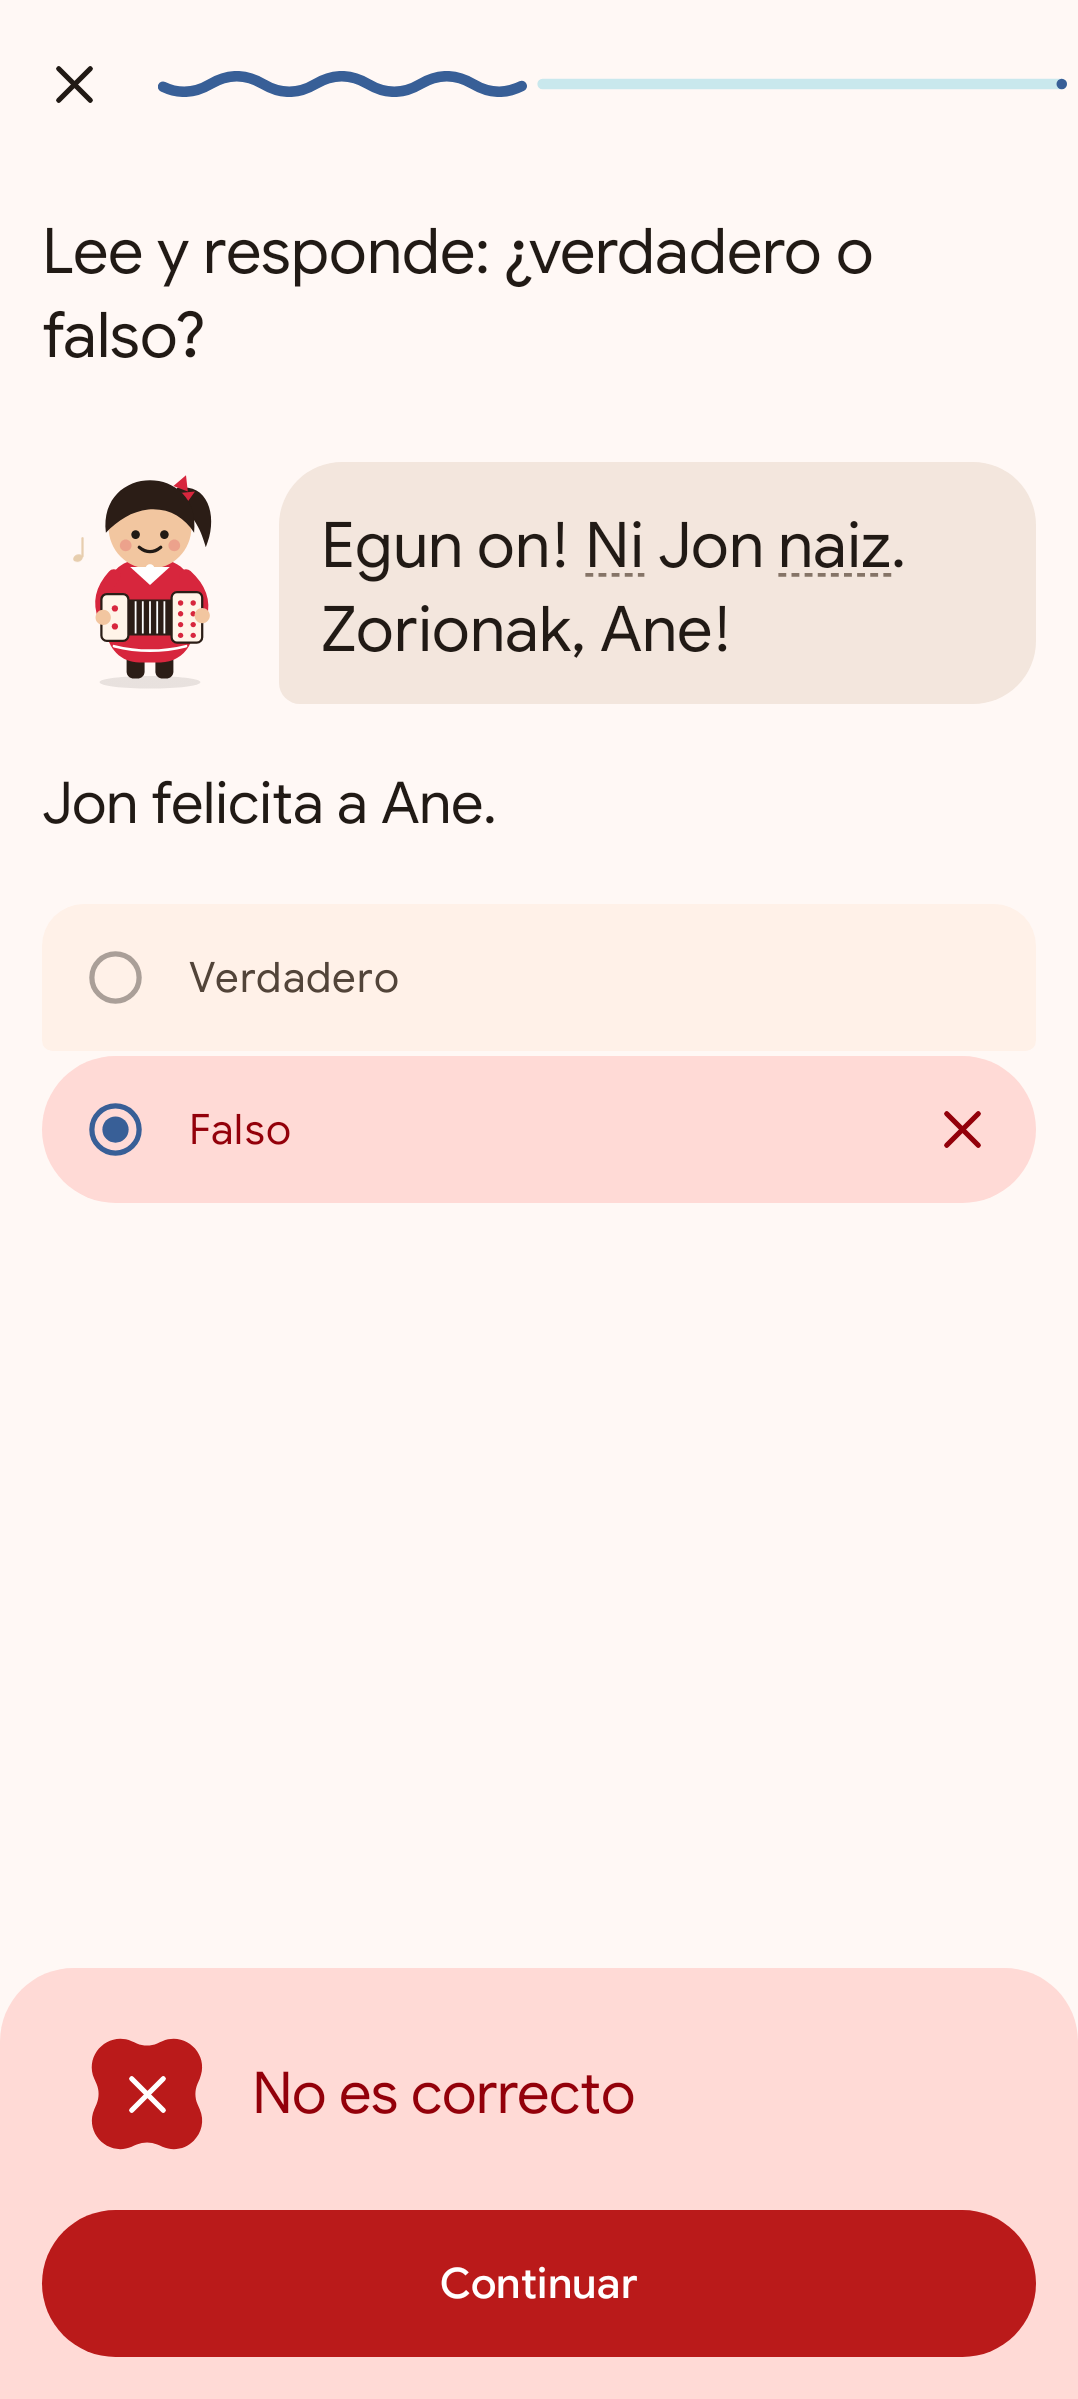 Lee y responde: ¿verdadero o
falso?
Egun on! Ni Jon naiz.
Zorionak, Ane!
Jon felicita a Ane.
Verdadero
Falso
No es correcto
Continuar